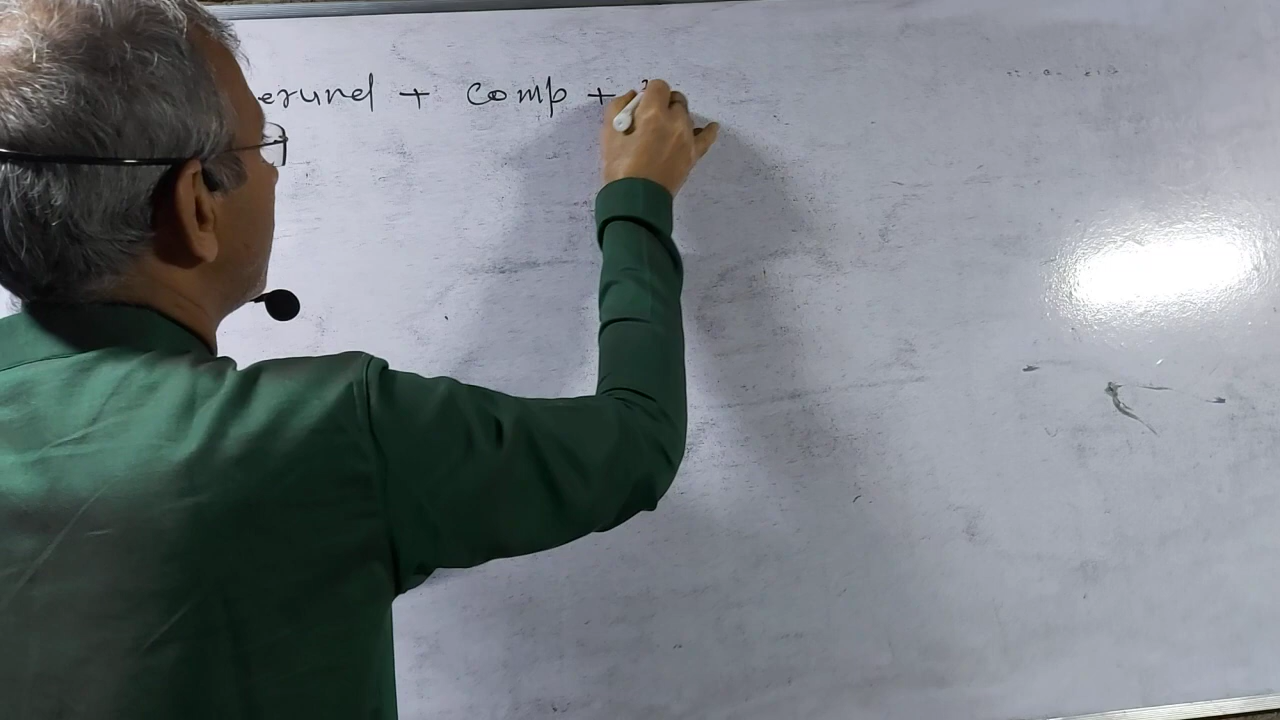 erund + comp +